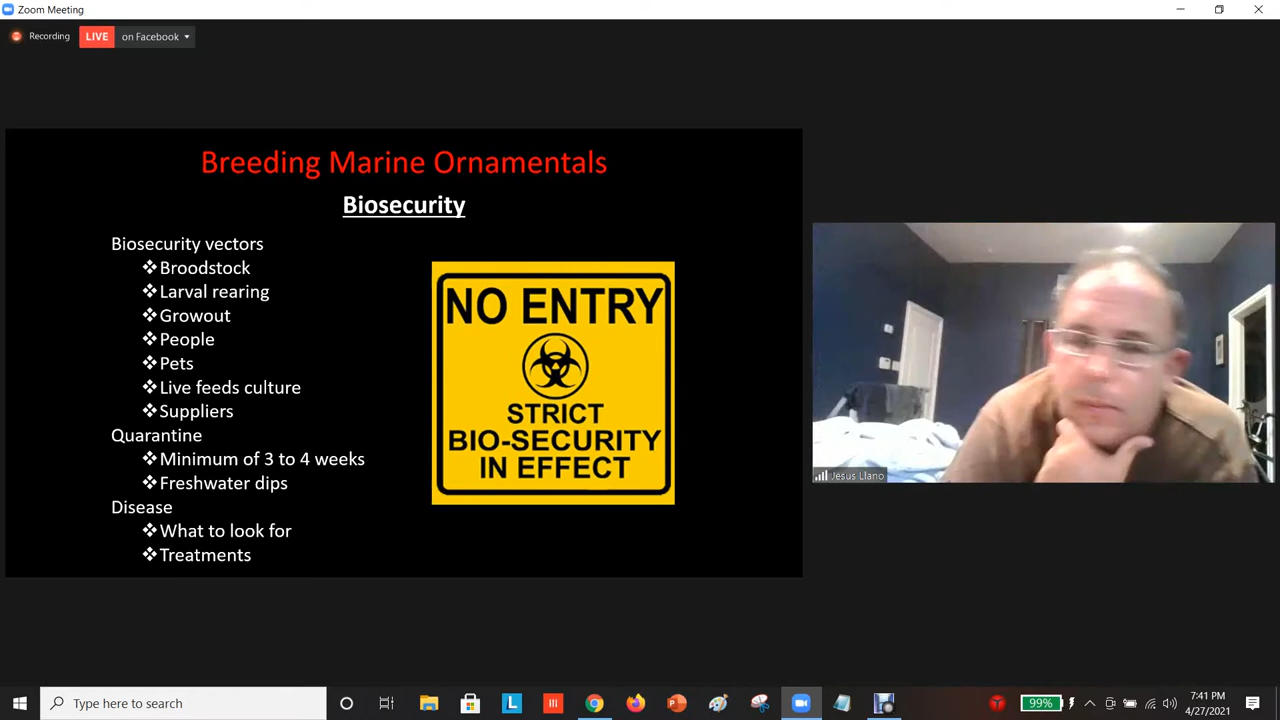 Zoom Meeting
Recording
LIVE on Facebook
Breeding Marine Ornamentals
Biosecurity
Biosecurity vectors
❖Broodstock
❖Larval rearing
❖Growout
❖People
❖Pets
❖Live feeds culture
❖Suppliers
Quarantine
❖Minimum of 3 to 4 weeks
❖Freshwater dips
Disease
❖What to look for
❖Treatments
NO ENTRY
STRICT
BIO-SECURITY
IN EFFECT
Jesus Llano
Type here to search
L
99%
7:41 PM
4/27/2021